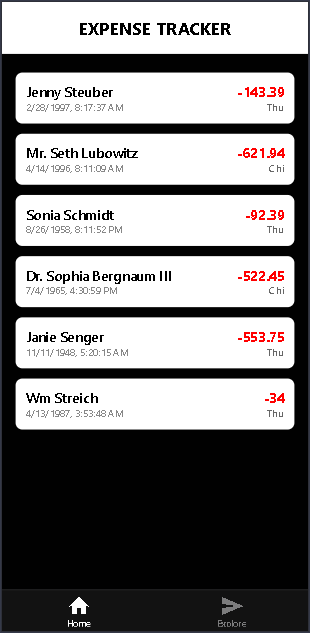 EXPENSE TRACKER
Jenny Steuber
-143.39
2/28/1997, 8:17:37 AM
Thu
Mr. Seth Lubowitz
-621.94
4/14/1996, 8:11:09 AM
Chi
Sonia Schmidt
-92.39
8/26/1958, 8:11:52 PM
Thu
Dr. Sophia Bergnaum III
-522.45
7/4/1965, 4:30:59 PM
Chi
Janie Senger
-553.75
11/11/1948, 5:20:15 AM
Thu
Wm Streich
-34
4/13/1987, 3:53:48 AM
Thu
Home
Explore